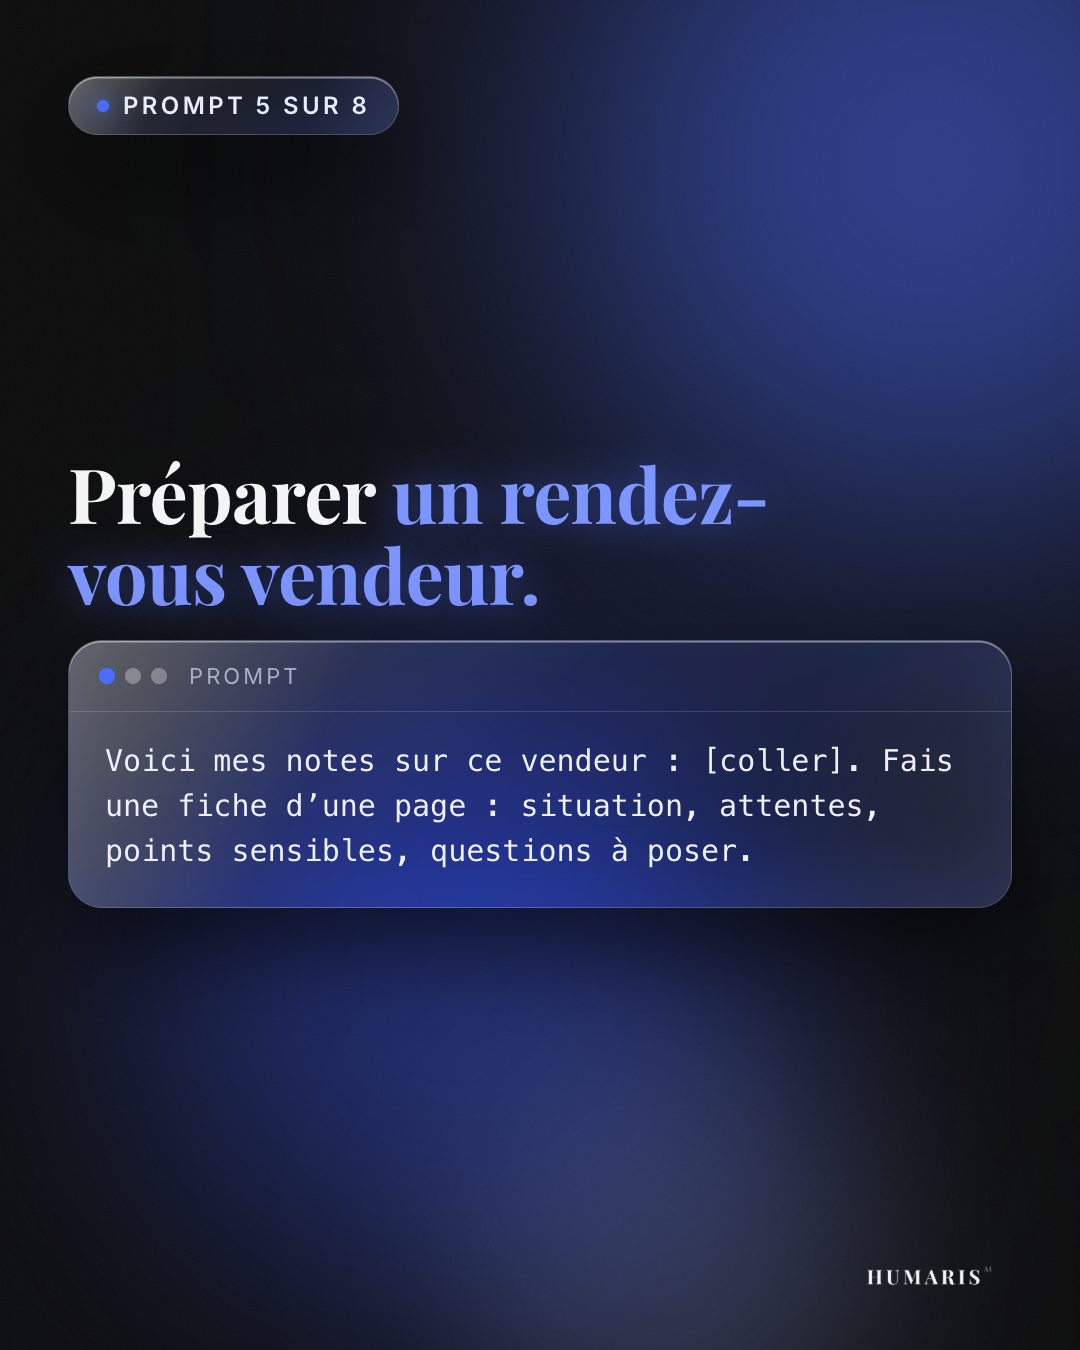 PROMPT 5 SUR 8
Préparer un rendez-
vous vendeur.
PROMPT
Voici mes notes sur ce vendeur : [coller]. Fais
une fiche d’une page : situation, attentes,
points sensibles, questions à poser.
HUMARIS AI